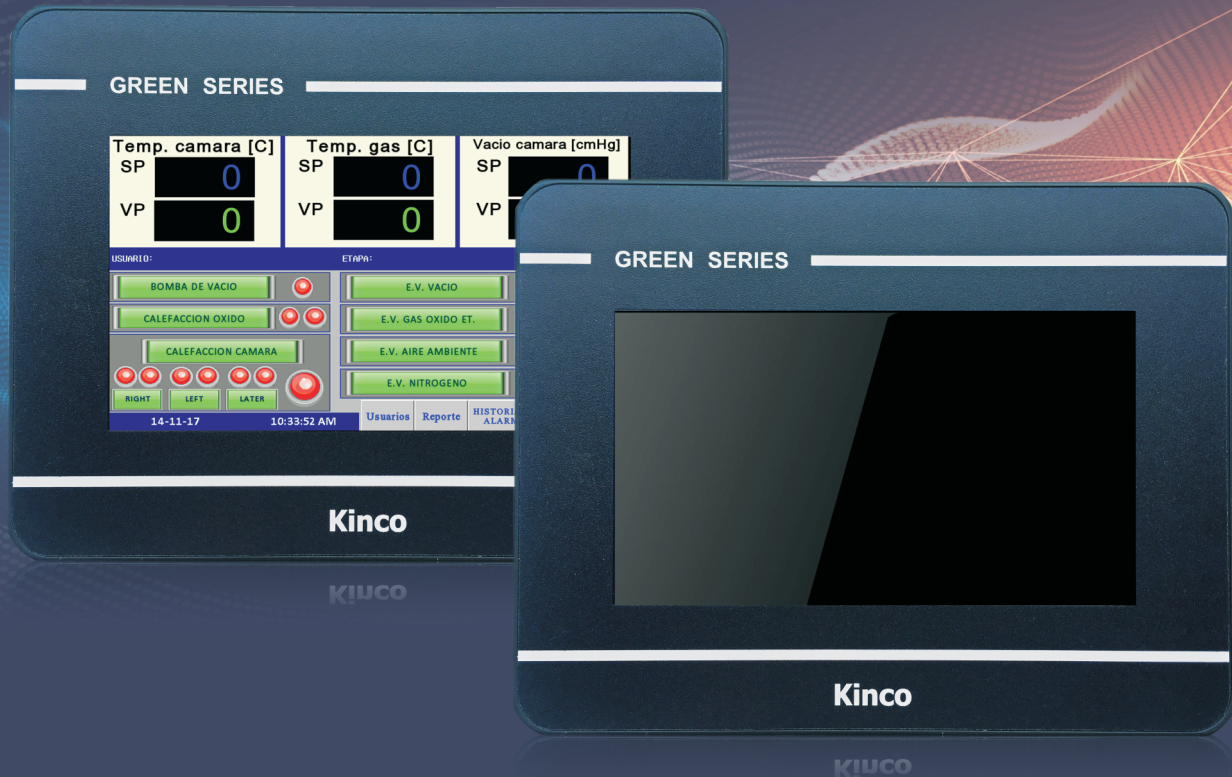 GREEN SERIES
Temp. camara [C]
SP
0
VP
0
Temp. gas [C]
SP
0
VP
0
Vacio camara [cmHg]
SP
0
VP
USUARIO:
ETAPA:
BOMBA DE VACIO
E.V. VACIO
CALEFACCION OXIDO
E.V. GAS OXIDO ET.
CALEFACCION CAMARA
E.V. AIRE AMBIENTE
E.V. NITROGENO
RIGHT
LEFT
LATER
14-11-17
10:33:52 AM
Usuarios
Reporte
Kinco
GREEN SERIES
Kinco